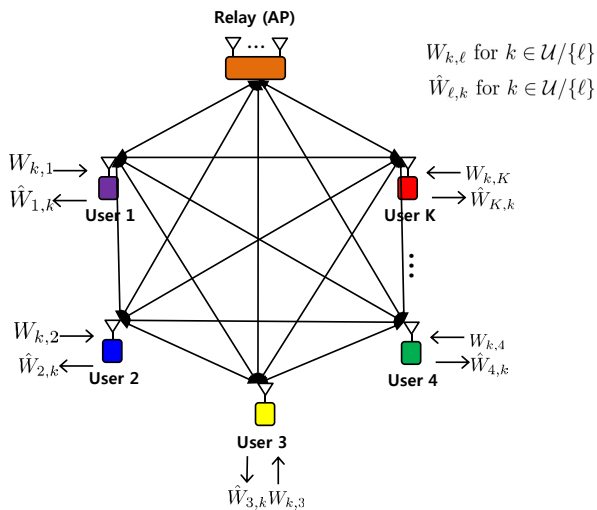 Relay (AP)
...
W_{k,ℓ} for k ∈ U/{ℓ}
Ŵ_{ℓ,k} for k ∈ U/{ℓ}
W_{k,1}
Ŵ_{1,k}
User 1
W_{k,K}
Ŵ_{K,k}
User K
⋮
W_{k,2}
Ŵ_{2,k}
User 2
W_{k,4}
Ŵ_{4,k}
User 4
User 3
Ŵ_{3,k} W_{k,3}